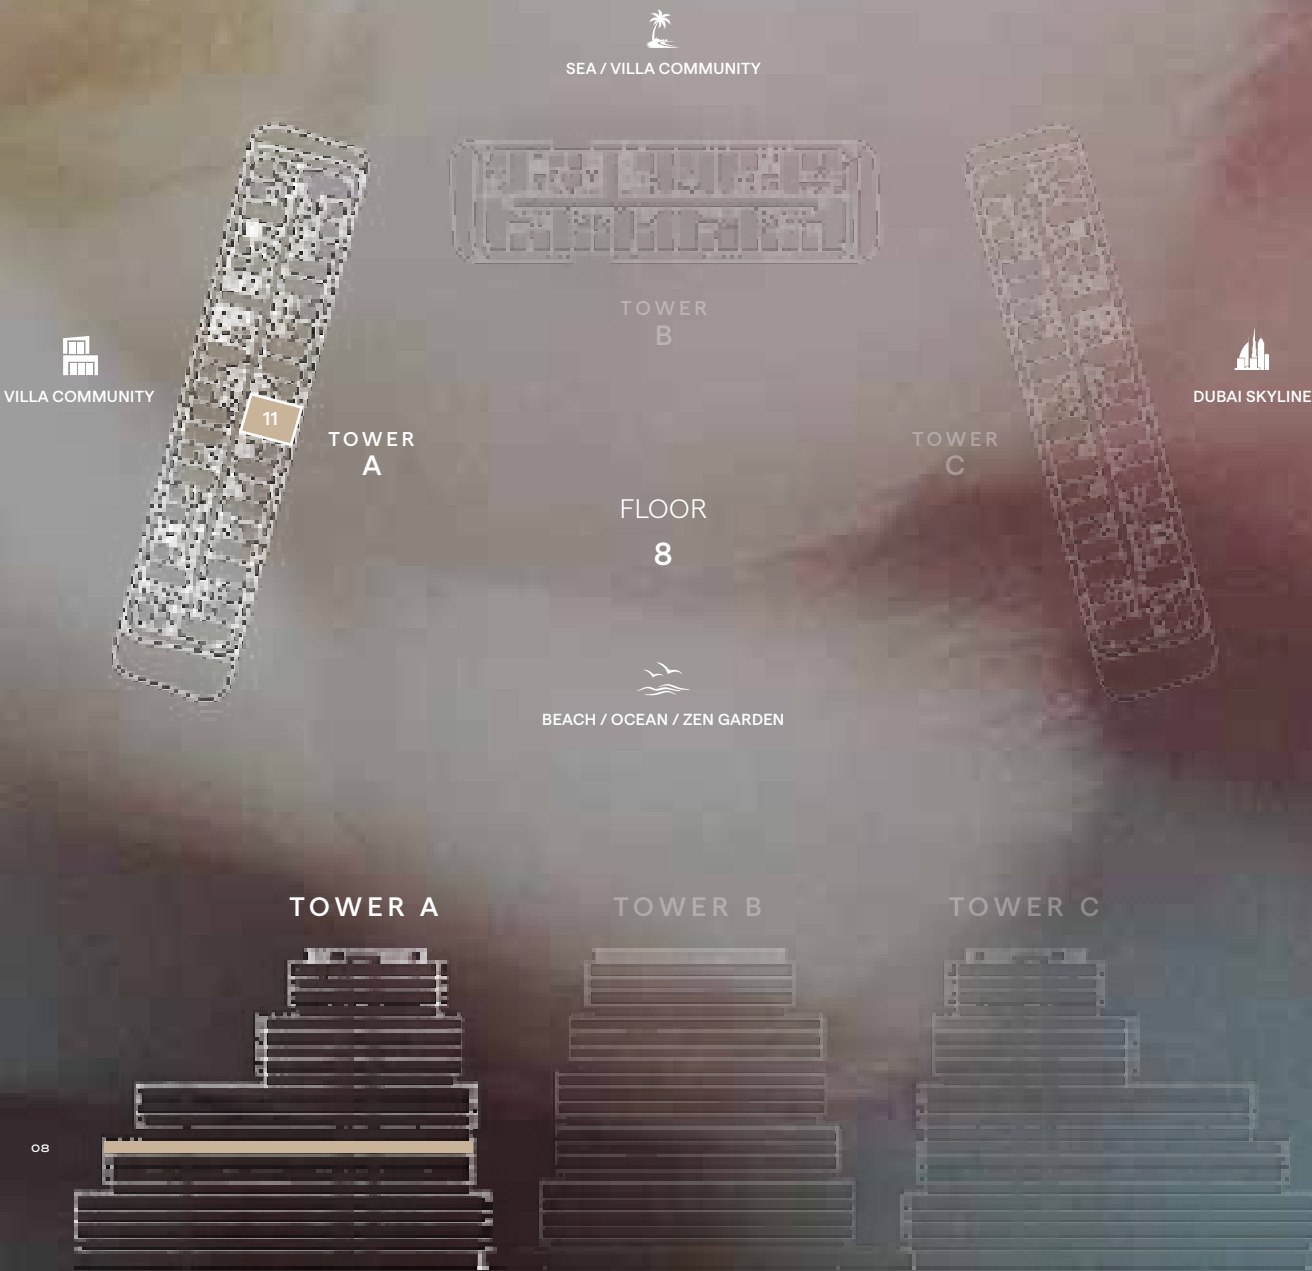 SEA / VILLA COMMUNITY
TOWER
B
VILLA COMMUNITY
DUBAI SKYLINE
11
TOWER
A
TOWER
C
FLOOR
8
BEACH / OCEAN / ZEN GARDEN
TOWER A
TOWER B
TOWER C
08